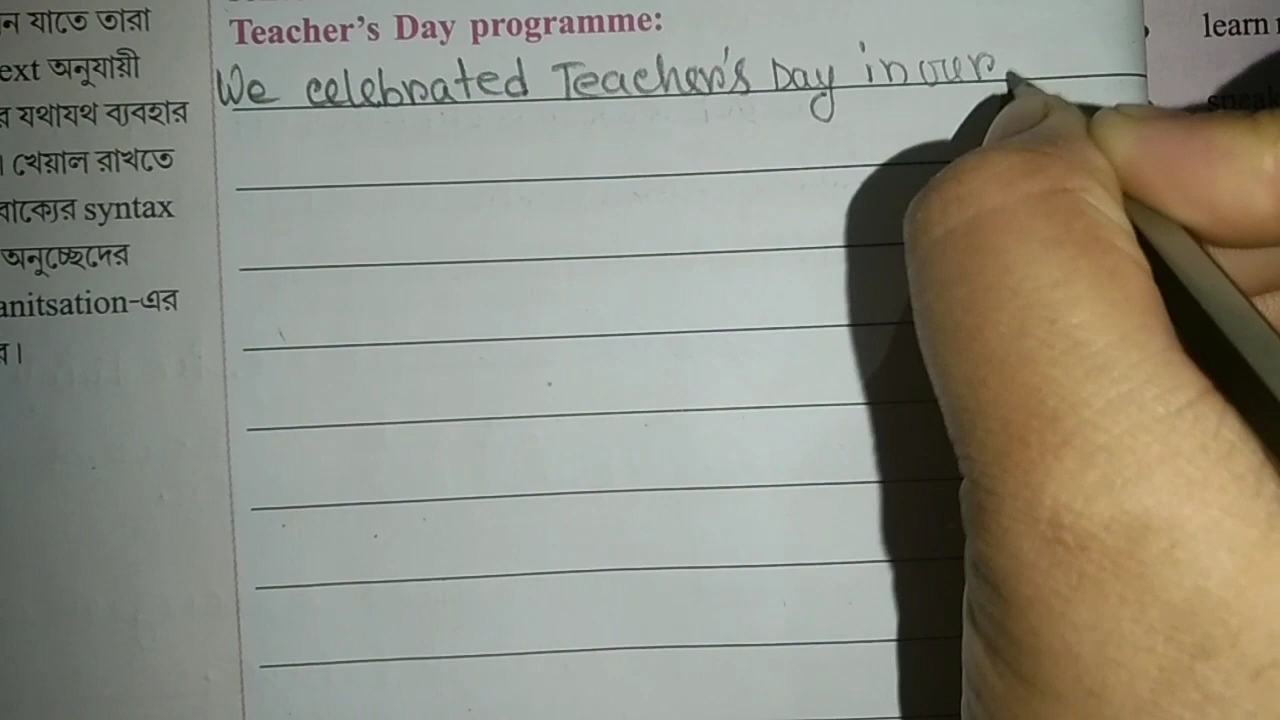 ন যাতে তারা
ext অনুযায়ী
র যথাযথ ব্যবহার
। খেয়াল রাখতে
বাক্যের syntax
অনুচ্ছেদের
anitsation-এর
র।
Teacher's Day programme:
We celebrated Teacher's Day in our
learn
speak